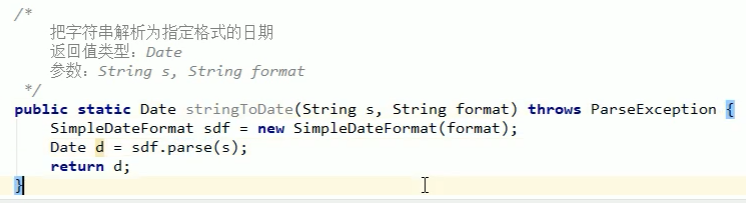 /*
把字符串解析为指定格式的日期
返回值类型：Date
参数：String s, String format
*/
public static Date stringToDate(String s, String format) throws ParseException {
SimpleDateFormat sdf = new SimpleDateFormat(format);
Date d = sdf.parse(s);
return d;
}